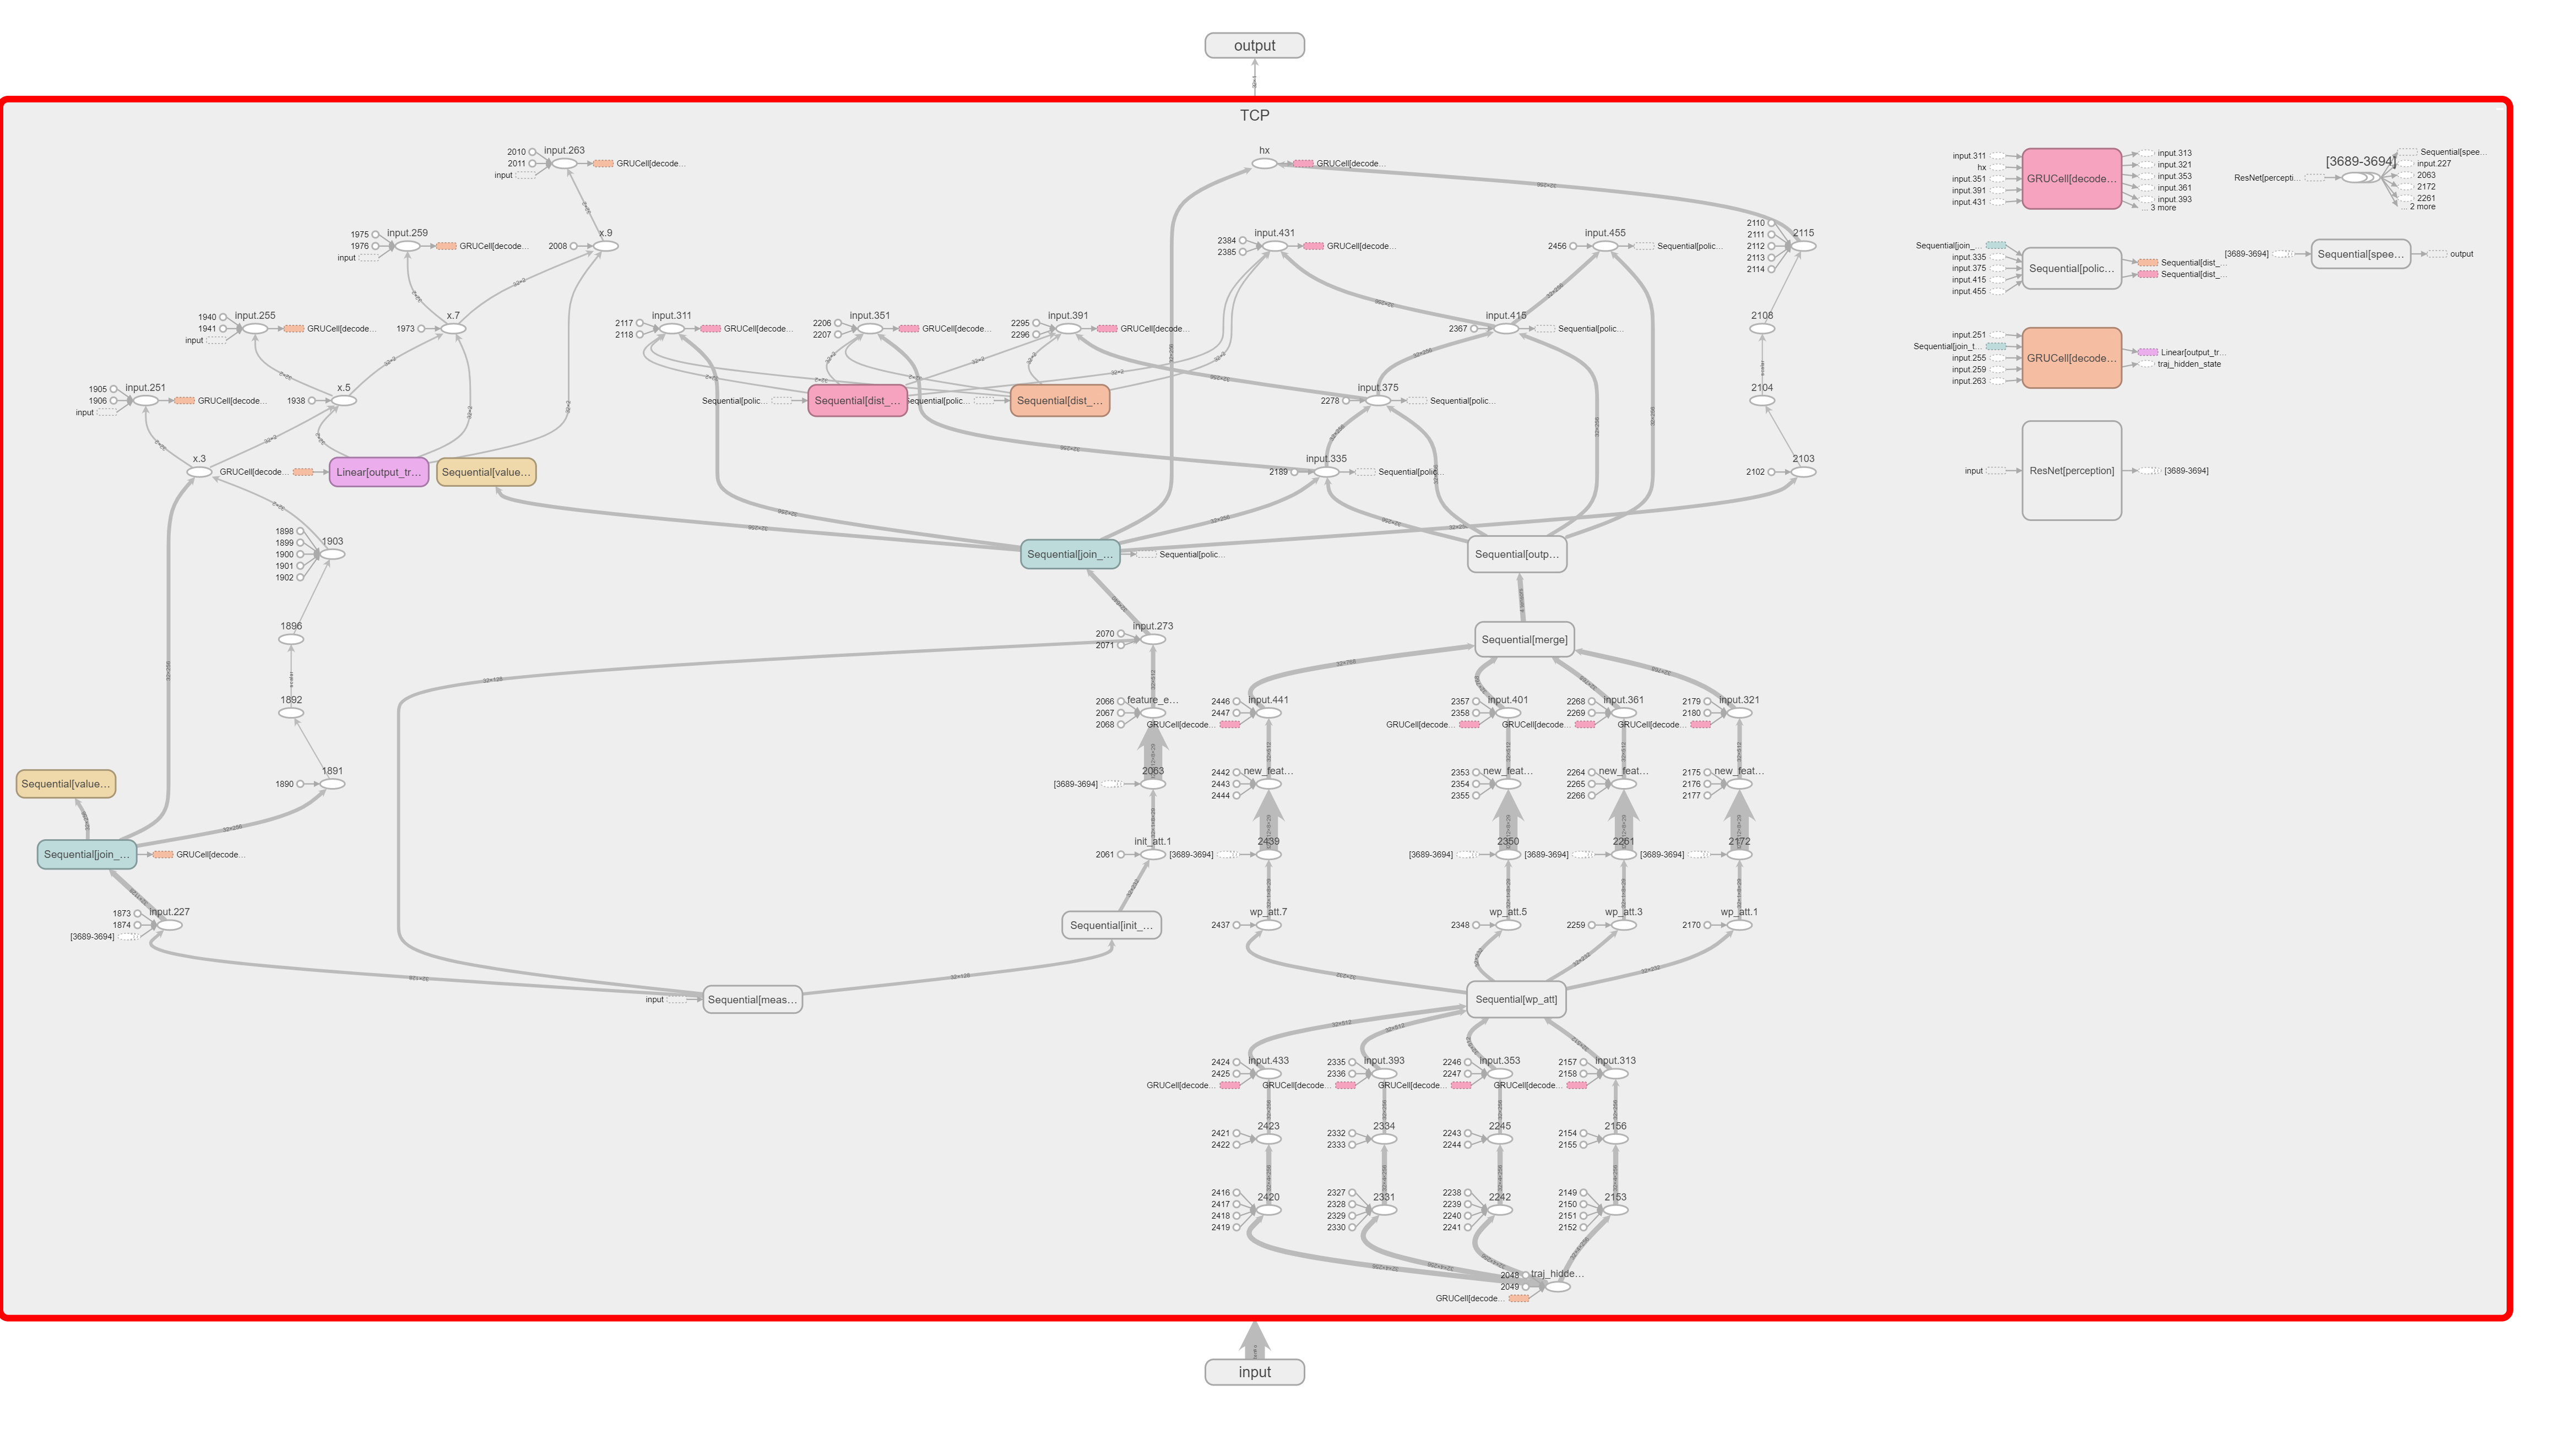 output
TCP
2010
2011
input
input.263
GRUCell[decode...
hx
GRUCell[decode...
1975
1976
input
input.259
GRUCell[decode...
2008
x.9
2384
2385
input.431
GRUCell[decode...
2456
input.455
Sequential[polic...
2110
2111
2112
2113
2114
2115
1940
1941
input
input.255
GRUCell[decode...
1973
x.7
2117
2118
input.311
GRUCell[decode...
2206
2207
input.351
GRUCell[decode...
2295
2296
input.391
GRUCell[decode...
2367
input.415
Sequential[polic...
2108
1905
1906
input
input.251
GRUCell[decode...
1938
x.5
Sequential[polic...
Sequential[dist_...
Sequential[polic...
Sequential[dist_...
2278
input.375
Sequential[polic...
2104
x.3
GRUCell[decode...
Linear[output_tr...
Sequential[value...
2189
input.335
Sequential[polic...
2102
2103
1898
1899
1900
1901
1902
1903
Sequential[join_...
Sequential[polic...
Sequential[outp...
1896
2070
2071
input.273
Sequential[merge]
1892
2066
2067
2068
feature_e...
2446
2447
GRUCell[decode...
input.441
2357
2358
GRUCell[decode...
input.401
2268
2269
GRUCell[decode...
input.361
2179
2180
GRUCell[decode...
input.321
Sequential[value...
1890
1891
[3689-3694]
2063
2442
2443
2444
new_feat...
2353
2354
2355
new_feat...
2264
2265
2266
new_feat...
2175
2176
2177
new_feat...
Sequential[join_...
GRUCell[decode...
2061
init_att.1
[3689-3694]
2439
[3689-3694]
2350
[3689-3694]
2261
[3689-3694]
2172
1873
1874
[3689-3694]
input.227
Sequential[init_...
2437
wp_att.7
2348
wp_att.5
2259
wp_att.3
2170
wp_att.1
input
Sequential[meas...
Sequential[wp_att]
2424
2425
GRUCell[decode...
input.433
2335
2336
GRUCell[decode...
input.393
2246
2247
GRUCell[decode...
input.353
2157
2158
GRUCell[decode...
input.313
2421
2422
2423
2332
2333
2334
2243
2244
2245
2154
2155
2156
2416
2417
2418
2419
2420
2327
2328
2329
2330
2331
2238
2239
2240
2241
2242
2149
2150
2151
2152
2153
2048
2049
GRUCell[decode...
traj_hidde...
input.311
hx
input.351
input.391
input.431
GRUCell[decode...
input.313
input.321
input.353
input.361
input.393
... 3 more
ResNet[percepti...
[3689-3694]
Sequential[spee...
input.227
2063
2172
2261
... 2 more
Sequential[join_...
input.335
input.375
input.415
input.455
Sequential[polic...
Sequential[dist_...
Sequential[dist_...
[3689-3694]
Sequential[spee...
output
input.251
Sequential[join_t...
input.255
input.259
input.263
GRUCell[decode...
Linear[output_tr...
traj_hidden_state
input
ResNet[perception]
[3689-3694]
input